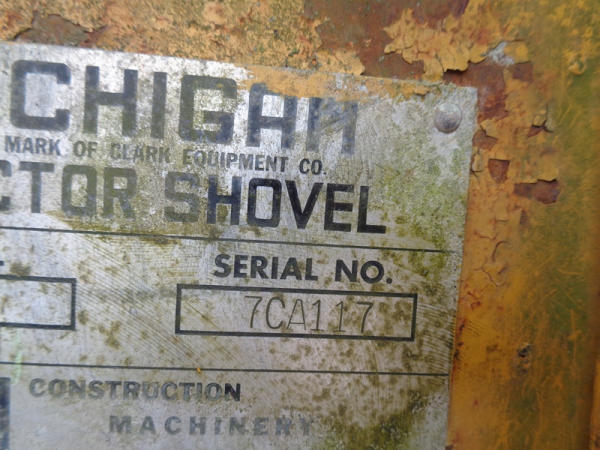 CHIGAN
MARK OF CLARK EQUIPMENT CO.
CTOR SHOVEL
SERIAL NO.
7CA117
CONSTRUCTION
MACHINERY